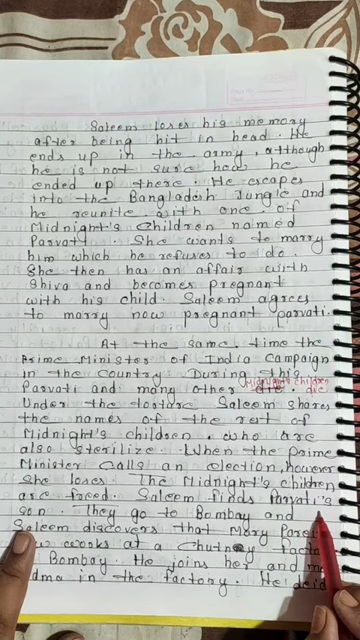 Saleem loses his memory
after being hit in head. He
ends up in the army, although
he is not sure how he
ended up there. He escapes
into the Bangladesh Jungle and
he reunite with one of
Midnight's Children named
Parvati. She wants to marry
him which he refuses to do.
She then has an affair with
Shiva and becomes pregnant
with his child. Saleem agrees
to marry now pregnant parvati.
At the same time the
Prime Minister of India Campaign
in the country During this
Midnight's children
Parvati and many other die. die
Under the torture Saleem shares
the names of the rest of
Midnight's children, who are
also sterilize. When the prime
Minister calls an election, however
she loses. The Midnight's children
are freed. Saleem finds Parvati's
son. They go to Bombay and
Saleem discovers that Mary
works at a Chutney
Bombay. He joins her and
in the factory. He